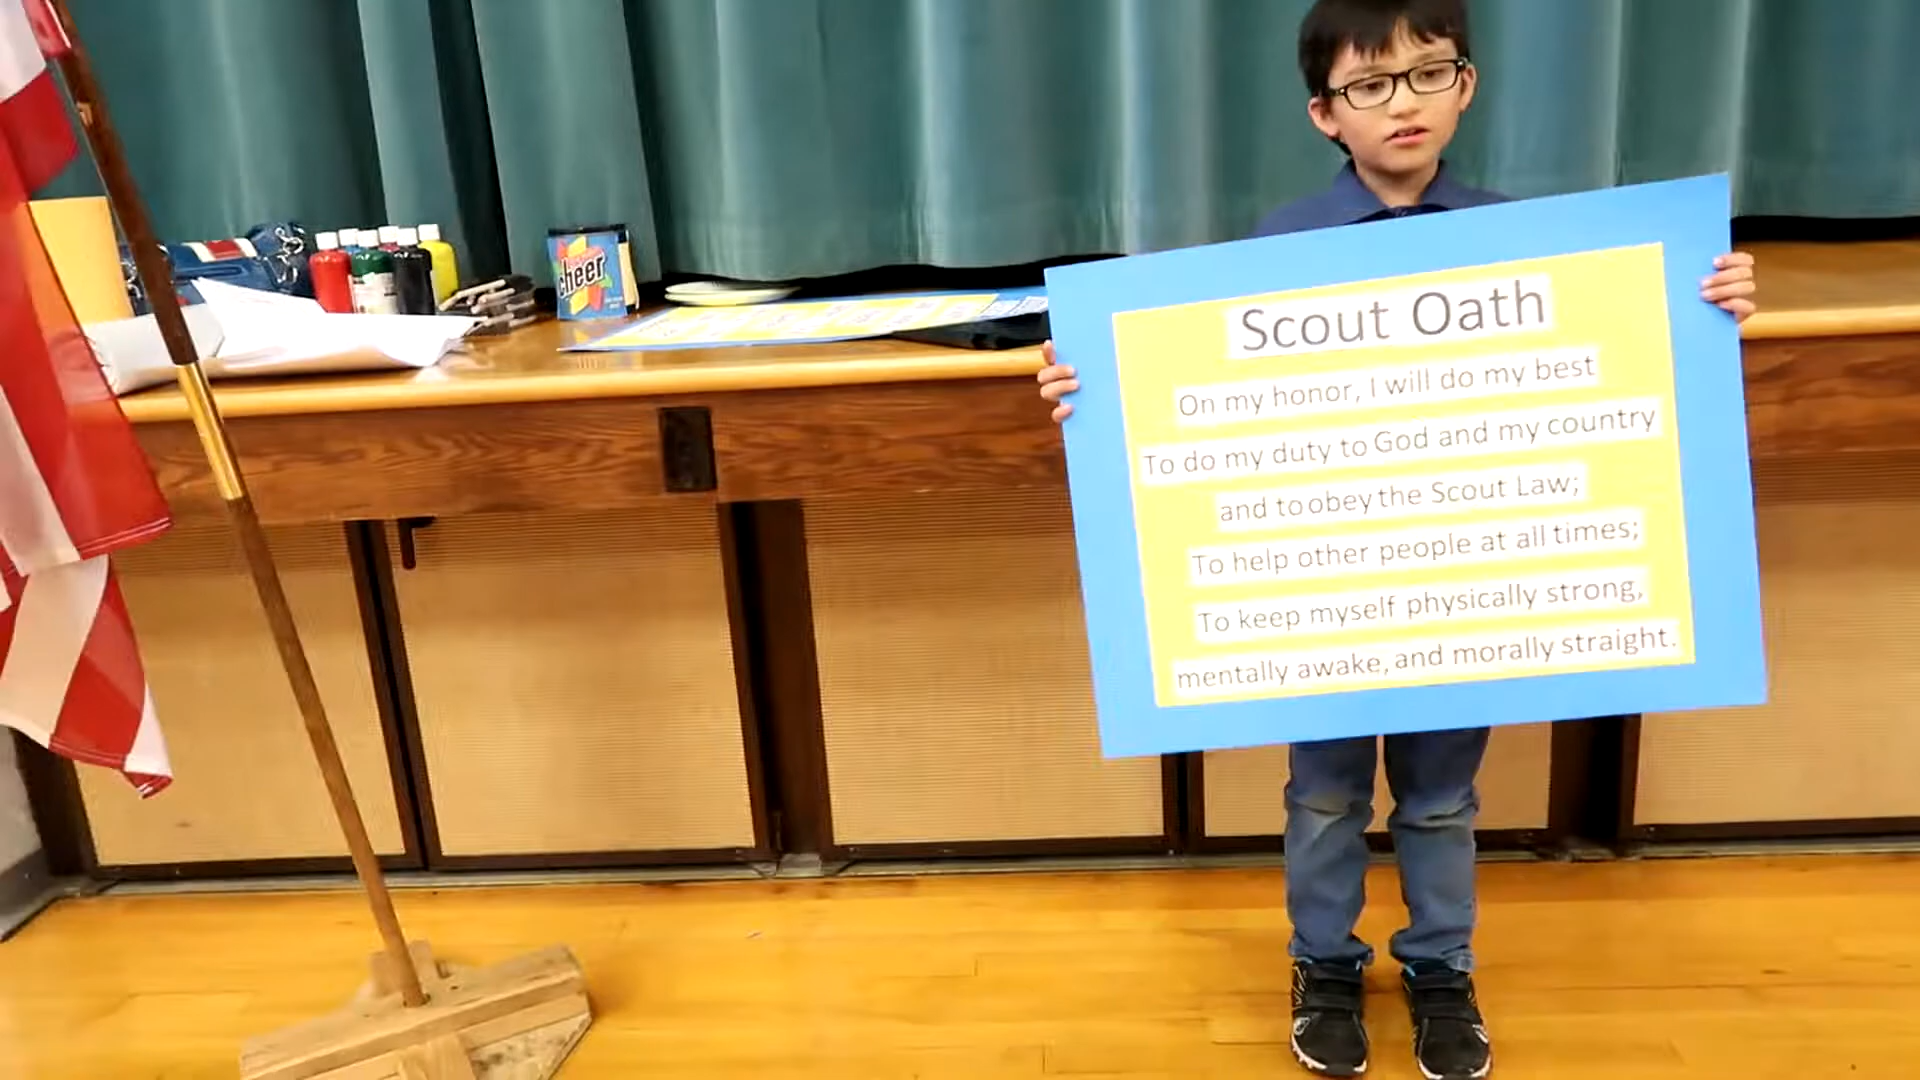 cheer
Scout Oath
On my honor, I will do my best
To do my duty to God and my country
and to obey the Scout Law;
To help other people at all times;
To keep myself physically strong,
mentally awake, and morally straight.